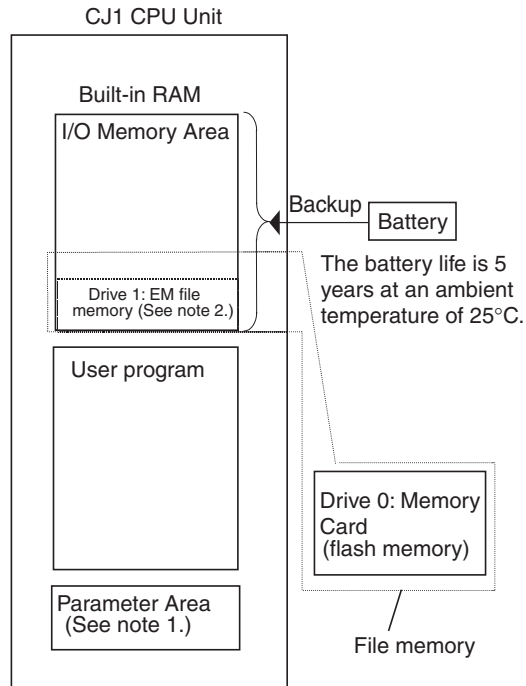 CJ1 CPU Unit
Built-in RAM
I/O Memory Area
Backup
Battery
The battery life is 5
years at an ambient
temperature of 25°C.
Drive 1: EM file
memory (See note 2.)
User program
Drive 0: Memory
Card
(flash memory)
Parameter Area
(See note 1.)
File memory